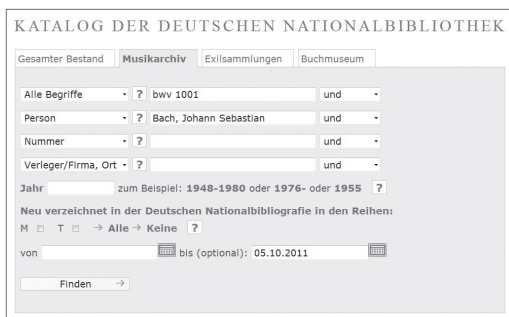 KATALOG DER DEUTSCHEN NATIONALBIBLIOTHEK
Gesamter Bestand Musikarchiv Exilsammlungen Buchmuseum
Alle Begriffe ? bwv 1001 und
Person ? Bach, Johann Sebastian und
Nummer ? und
Verleger/Firma, Ort ? und
Jahr zum Beispiel: 1948-1980 oder 1976- oder 1955 ?
Neu verzeichnet in der Deutschen Nationalbibliografie in den Reihen:
M T → Alle → Keine ?
von bis (optional): 05.10.2011
Finden →